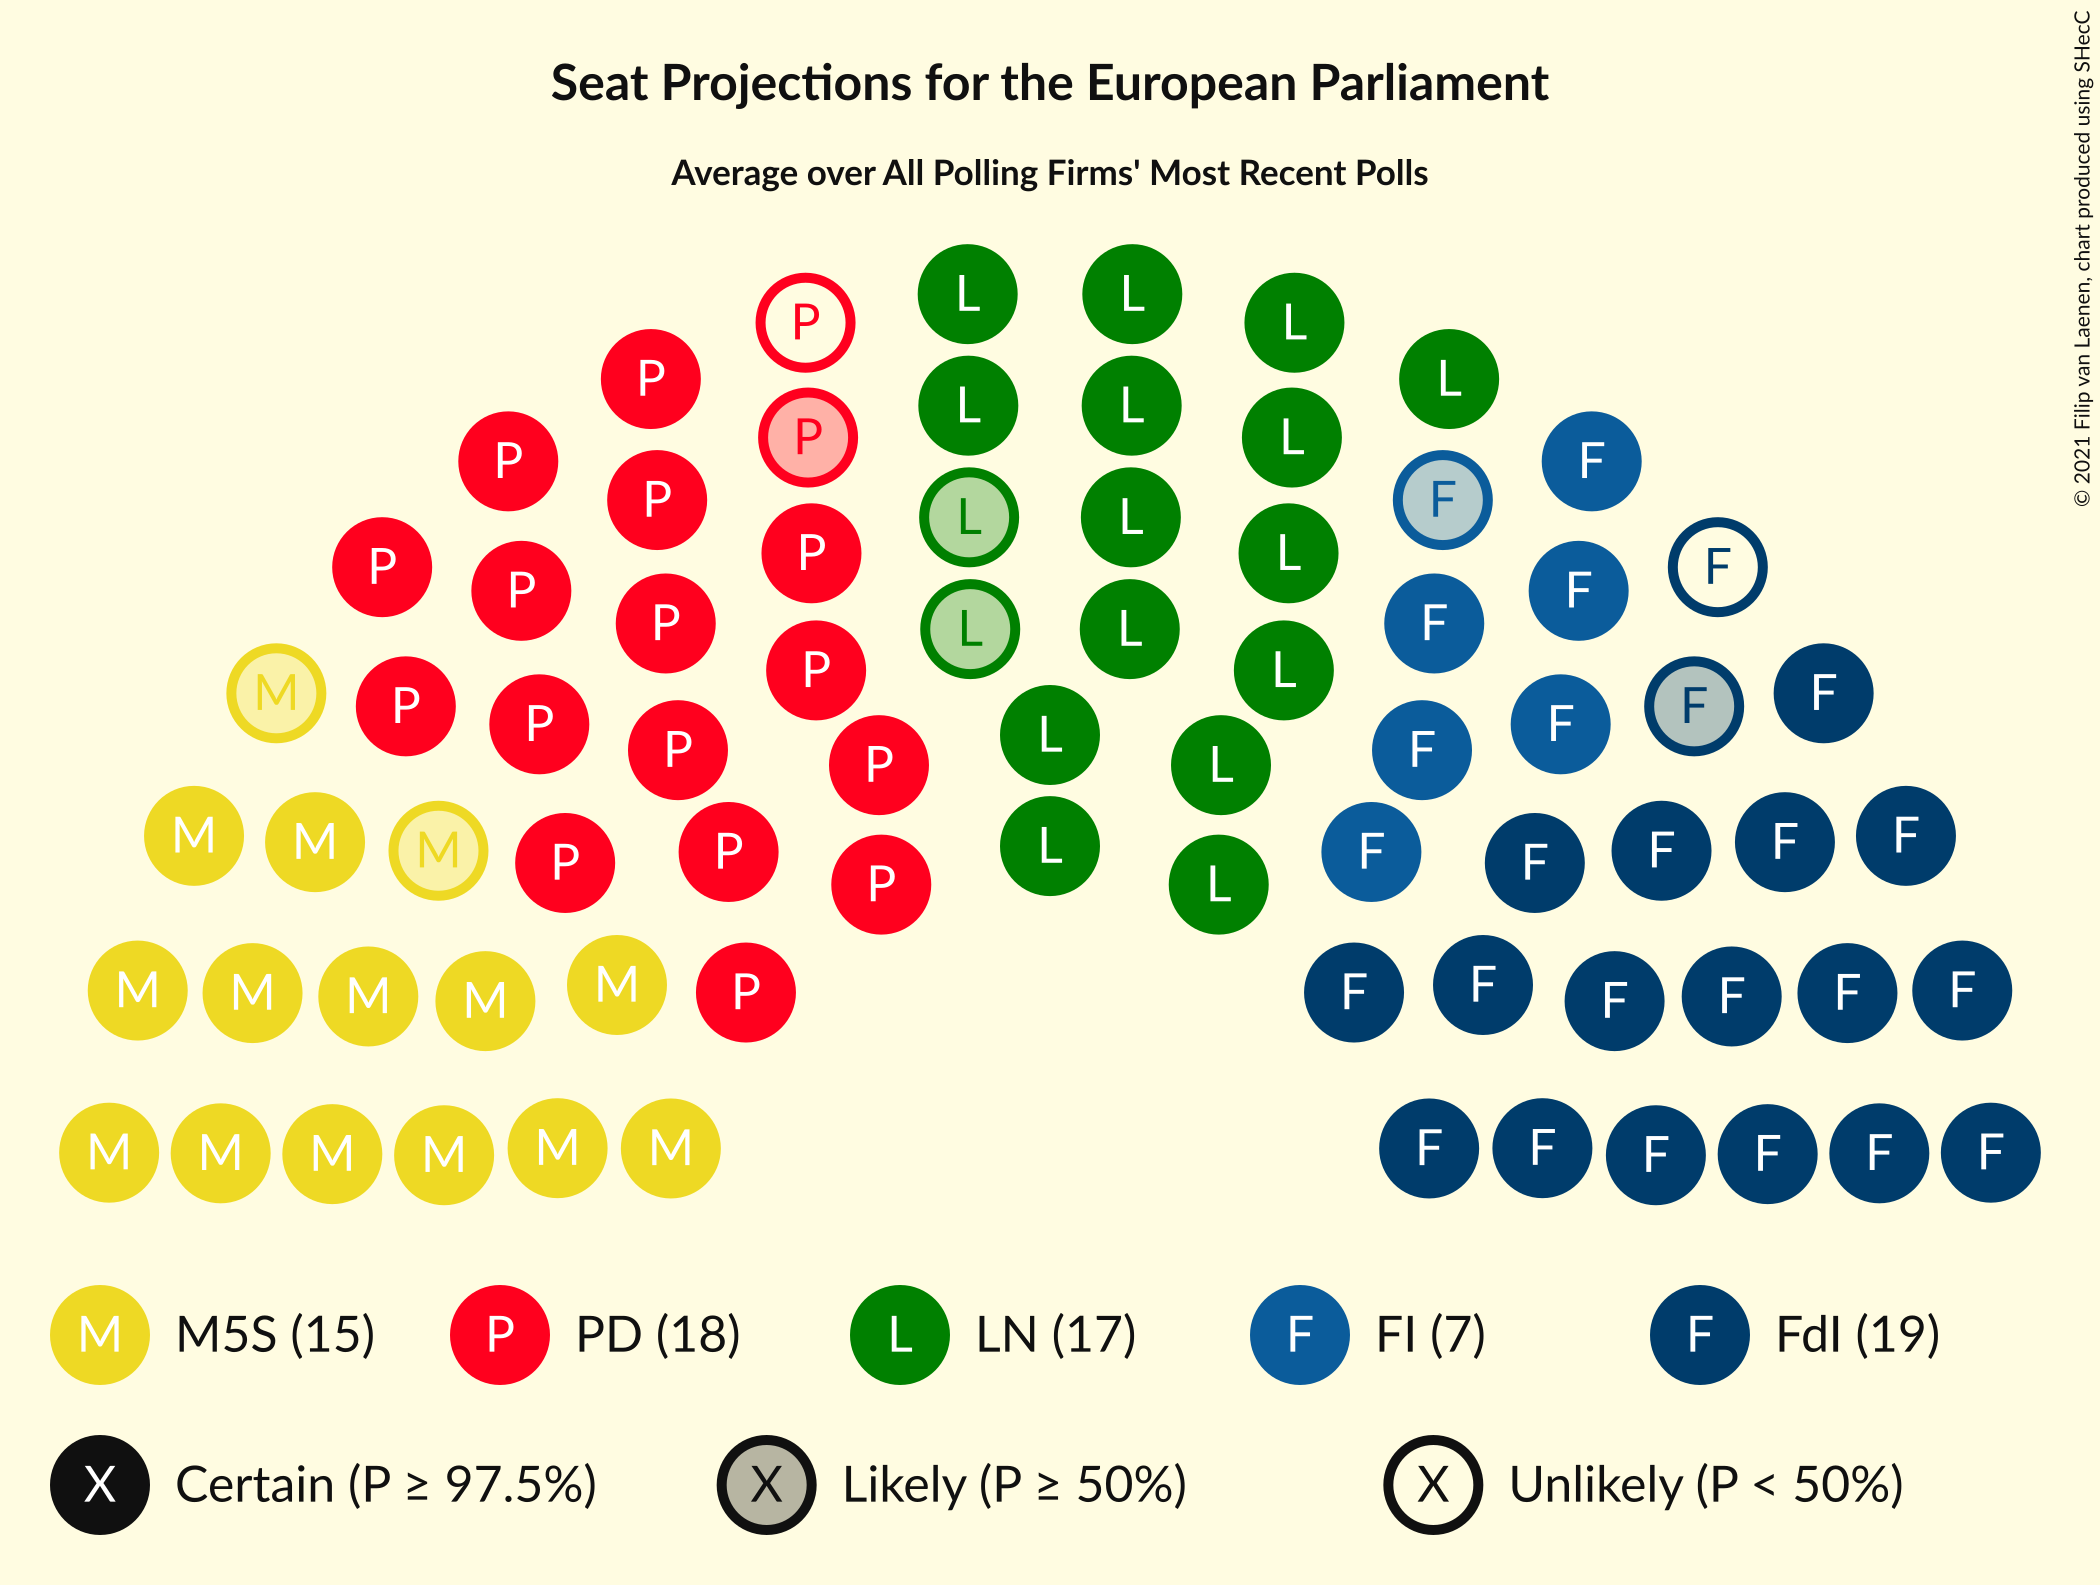 Seat Projections for the European Parliament
Average over All Polling Firms' Most Recent Polls
© 2021 Filip van Laenen, chart produced using SHecC
L L
P L L
P L
L L
P L
P F
P L
P F
L L
P L
P F F
P P F F
P F
L L
P L
M F
P F
P F
P F
L
P L
M F
M F
L
M F
P F
P F
P L
M F
M F
M F
M F
M F
P F
M F
M F
M F
M F
M F
M F
M F
M M5S (15) P PD (18) L LN (17) F FI (7) F FdI (19)
X Certain (P ≥ 97.5%) X Likely (P ≥ 50%) X Unlikely (P < 50%)